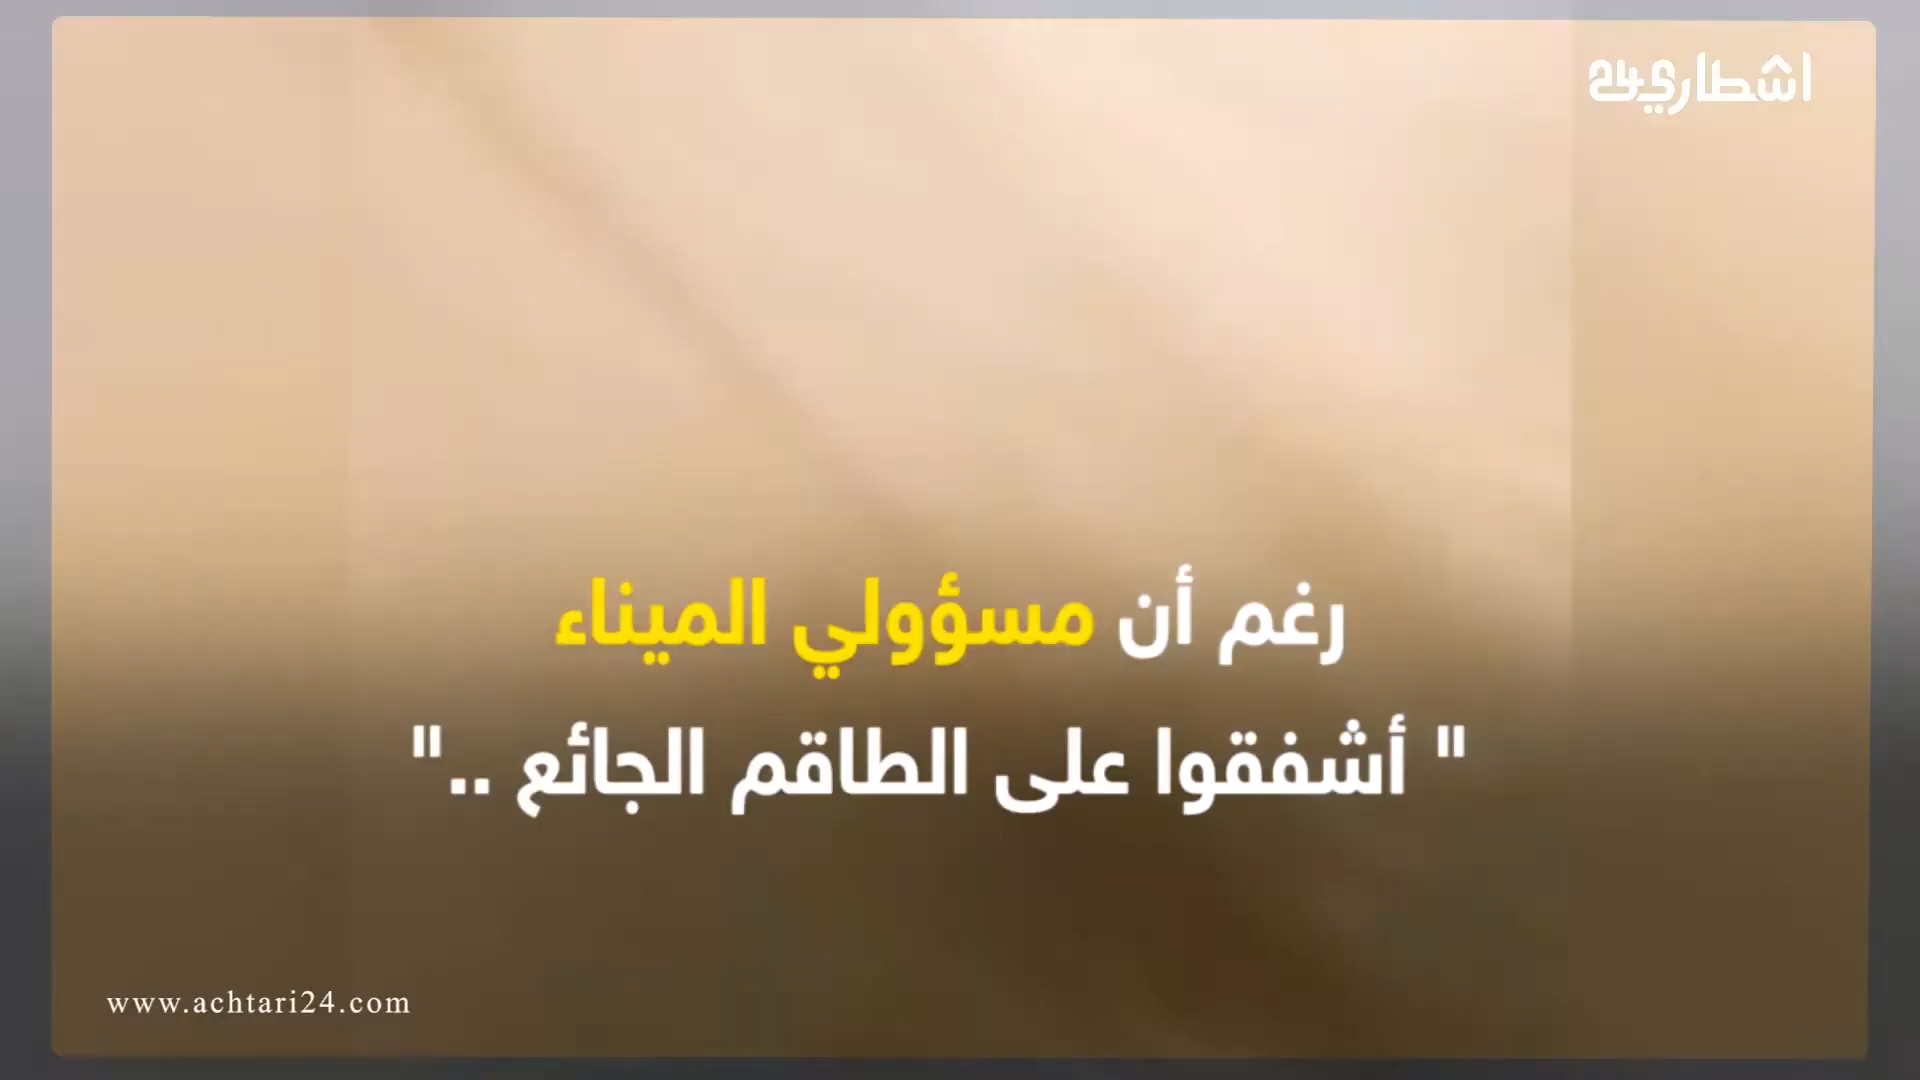 اشطاري24
رغم أن مسؤولي الميناء
" أشفقوا على الطاقم الجائع .."
www.achtari24.com